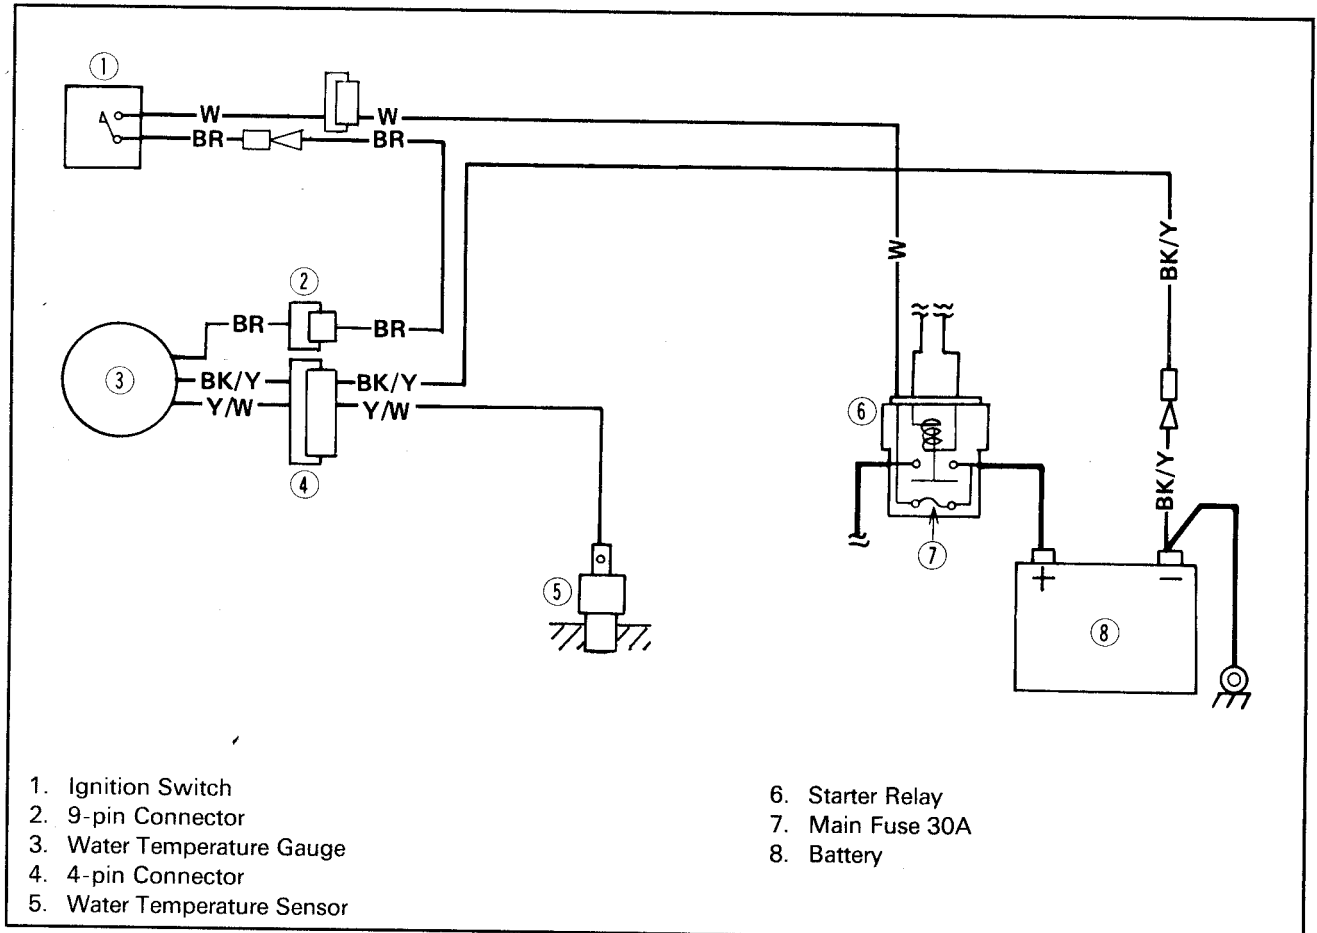 1
W
W
BR
BR
2
BR
BR
3
BK/Y
BK/Y
Y/W
Y/W
4
5
W
6
7
BK/Y
BK/Y
+
−
8
1. Ignition Switch
2. 9-pin Connector
3. Water Temperature Gauge
4. 4-pin Connector
5. Water Temperature Sensor
6. Starter Relay
7. Main Fuse 30A
8. Battery